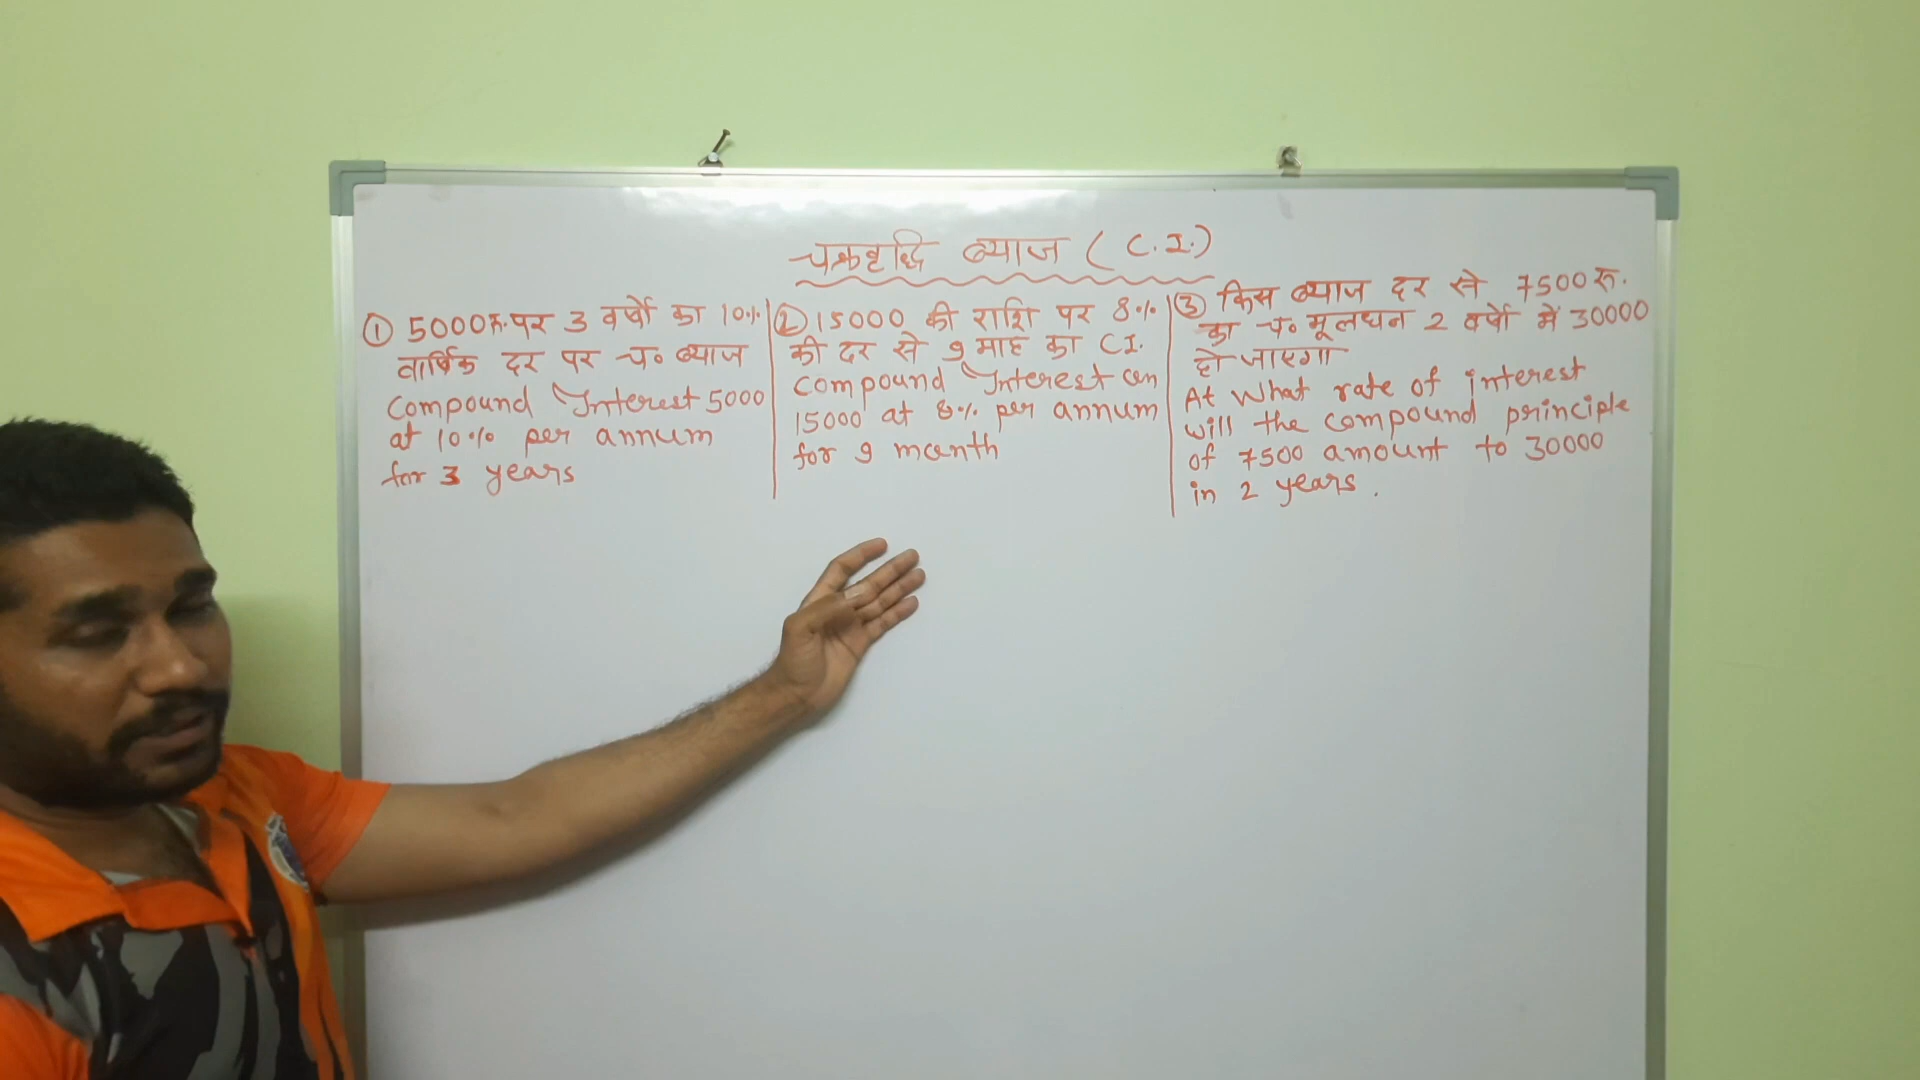 चक्रवृद्धि ब्याज ( C.I.)
① 5000रु. पर 3 वर्षो का 10%
वार्षिक दर पर च० ब्याज
Compound Interest 5000
at 10% per annum
for 3 years
② 15000 की राशि पर 8%
की दर से 9 माह का C.I.
Compound Interest on
15000 at 8% per annum
for 9 month
③ किस ब्याज दर से 7500 रु.
का च० मूलधन 2 वर्षो में 30000
हो जाएगा
At What rate of interest
will the compound principle
of 7500 amount to 30000
in 2 years .